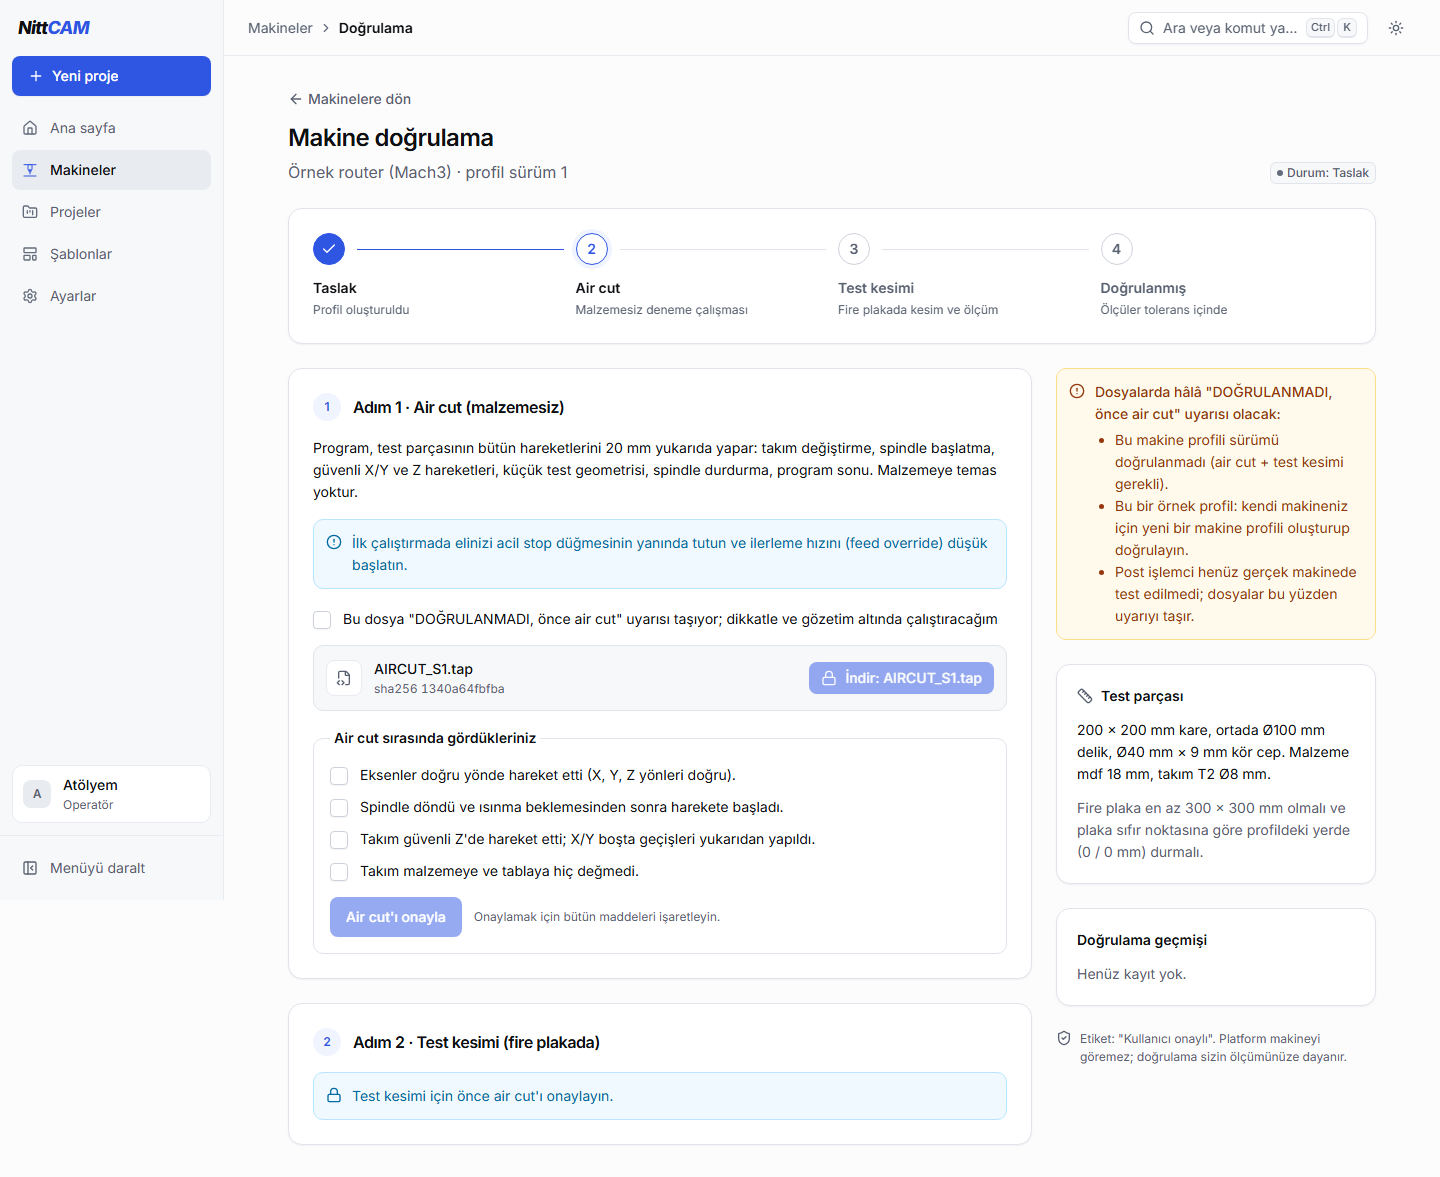 NittCAM
Yeni proje
Ana sayfa
Makineler
Projeler
Şablonlar
Ayarlar
A
Atölyem
Operatör
Menüyü daralt
Makineler > Doğrulama
Ara veya komut ya... Ctrl K
Makinelere dön
Makine doğrulama
Örnek router (Mach3) · profil sürüm 1
Durum: Taslak
2
3
4
Taslak
Profil oluşturuldu
Air cut
Malzemesiz deneme çalışması
Test kesimi
Fire plakada kesim ve ölçüm
Doğrulanmış
Ölçüler tolerans içinde
1 Adım 1 · Air cut (malzemesiz)
Program, test parçasının bütün hareketlerini 20 mm yukarıda yapar: takım değiştirme, spindle başlatma,
güvenli X/Y ve Z hareketleri, küçük test geometrisi, spindle durdurma, program sonu. Malzemeye temas
yoktur.
İlk çalıştırmada elinizi acil stop düğmesinin yanında tutun ve ilerleme hızını (feed override) düşük
başlatın.
Bu dosya "DOĞRULANMADI, önce air cut" uyarısı taşıyor; dikkatle ve gözetim altında çalıştıracağım
AIRCUT_S1.tap
sha256 1340a64fbfba
İndir: AIRCUT_S1.tap
Air cut sırasında gördükleriniz
Eksenler doğru yönde hareket etti (X, Y, Z yönleri doğru).
Spindle döndü ve ısınma beklemesinden sonra harekete başladı.
Takım güvenli Z'de hareket etti; X/Y boşta geçişleri yukarıdan yapıldı.
Takım malzemeye ve tablaya hiç değmedi.
Air cut'ı onayla
Onaylamak için bütün maddeleri işaretleyin.
2 Adım 2 · Test kesimi (fire plakada)
Test kesimi için önce air cut'ı onaylayın.
Dosyalarda hâlâ "DOĞRULANMADI,
önce air cut" uyarısı olacak:
• Bu makine profili sürümü
doğrulanmadı (air cut + test kesimi
gerekli).
• Bu bir örnek profil: kendi makineniz
için yeni bir makine profili oluşturup
doğrulayın.
• Post işlemci henüz gerçek makinede
test edilmedi; dosyalar bu yüzden
uyarıyı taşır.
Test parçası
200 × 200 mm kare, ortada Ø100 mm
delik, Ø40 mm × 9 mm kör cep. Malzeme
mdf 18 mm, takım T2 Ø8 mm.
Fire plaka en az 300 × 300 mm olmalı ve
plaka sıfır noktasına göre profildeki yerde
(0 / 0 mm) durmalı.
Doğrulama geçmişi
Henüz kayıt yok.
Etiket: "Kullanıcı onaylı". Platform makineyi
göremez; doğrulama sizin ölçümünüze dayanır.